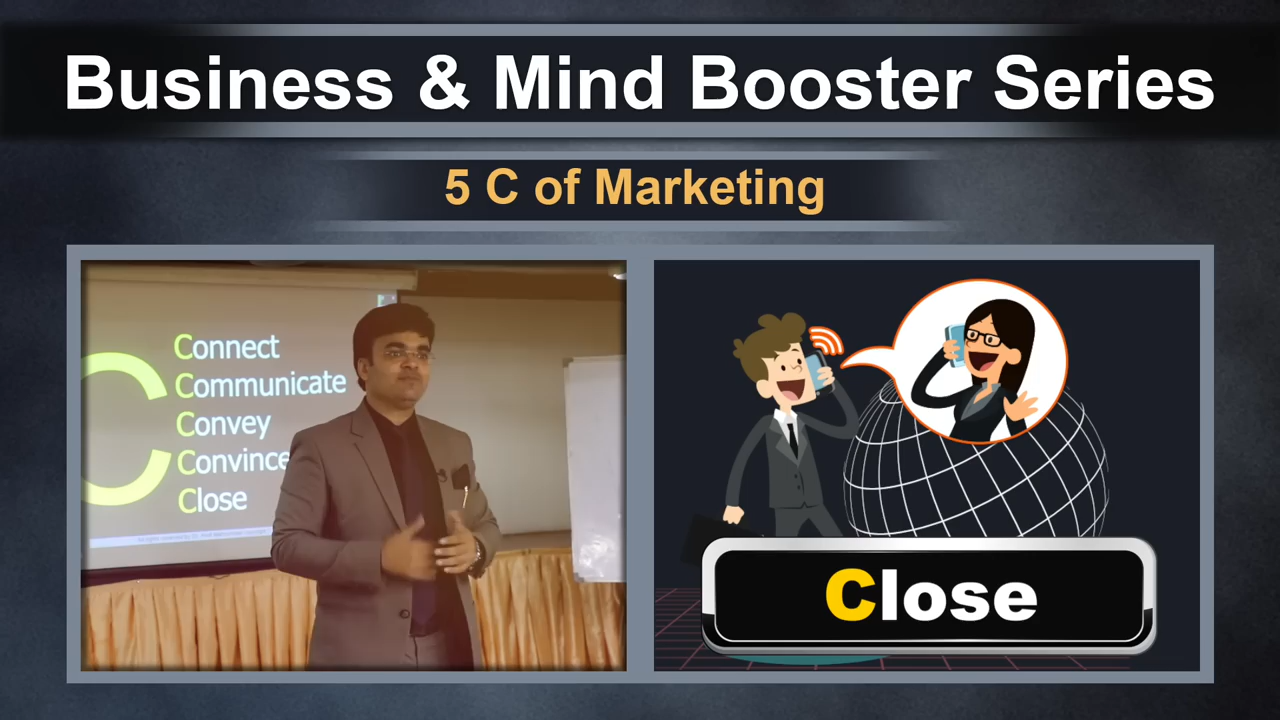 Business & Mind Booster Series
5 C of Marketing
Connect
Communicate
Convey
Convince
Close
Close